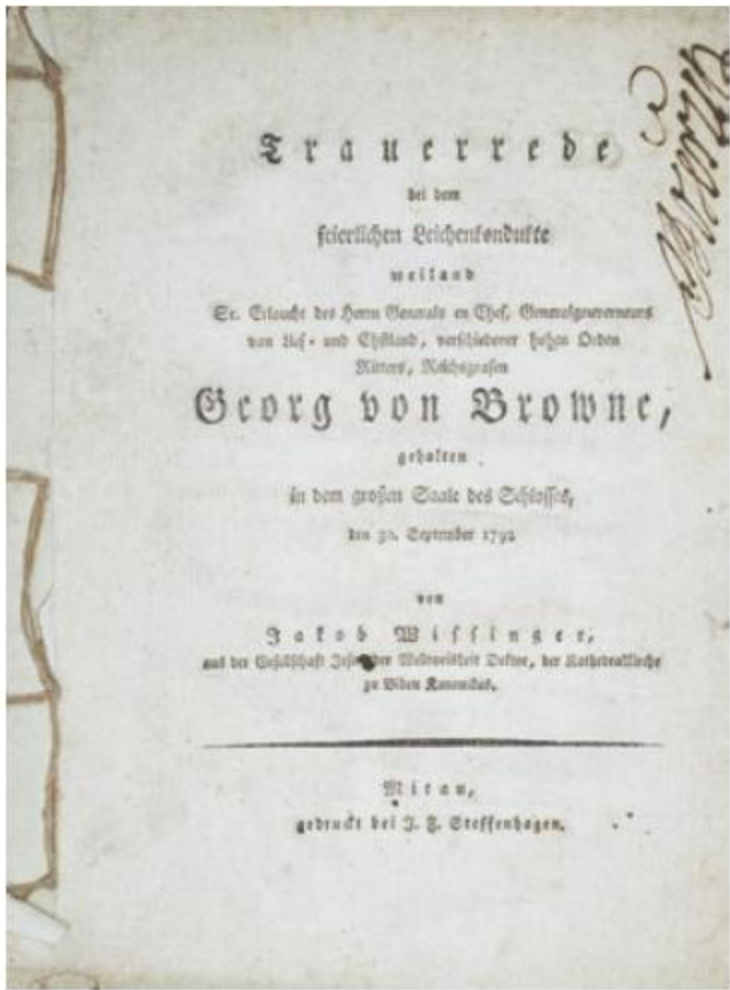 Trauerrede
bei dem
feierlichen Leichenkondukte
weiland
Sr. Erlaucht des Herrn Generals en Chef, Generalgouverneurs
von Lief- und Ehstland, verschiedener hohen Orden
Ritters, Reichsgrafen
Georg von Browne,
gehalten
in dem großen Saale des Schlosses,
den 30. September 1792
von
Jakob Wissinger,
aus der Gesellschaft Jesu, der Weltweisheit Doktor, der Kathedralkirche
zu Kanonikus.
Mitau,
gedruckt bei J. F. Steffenhagen.